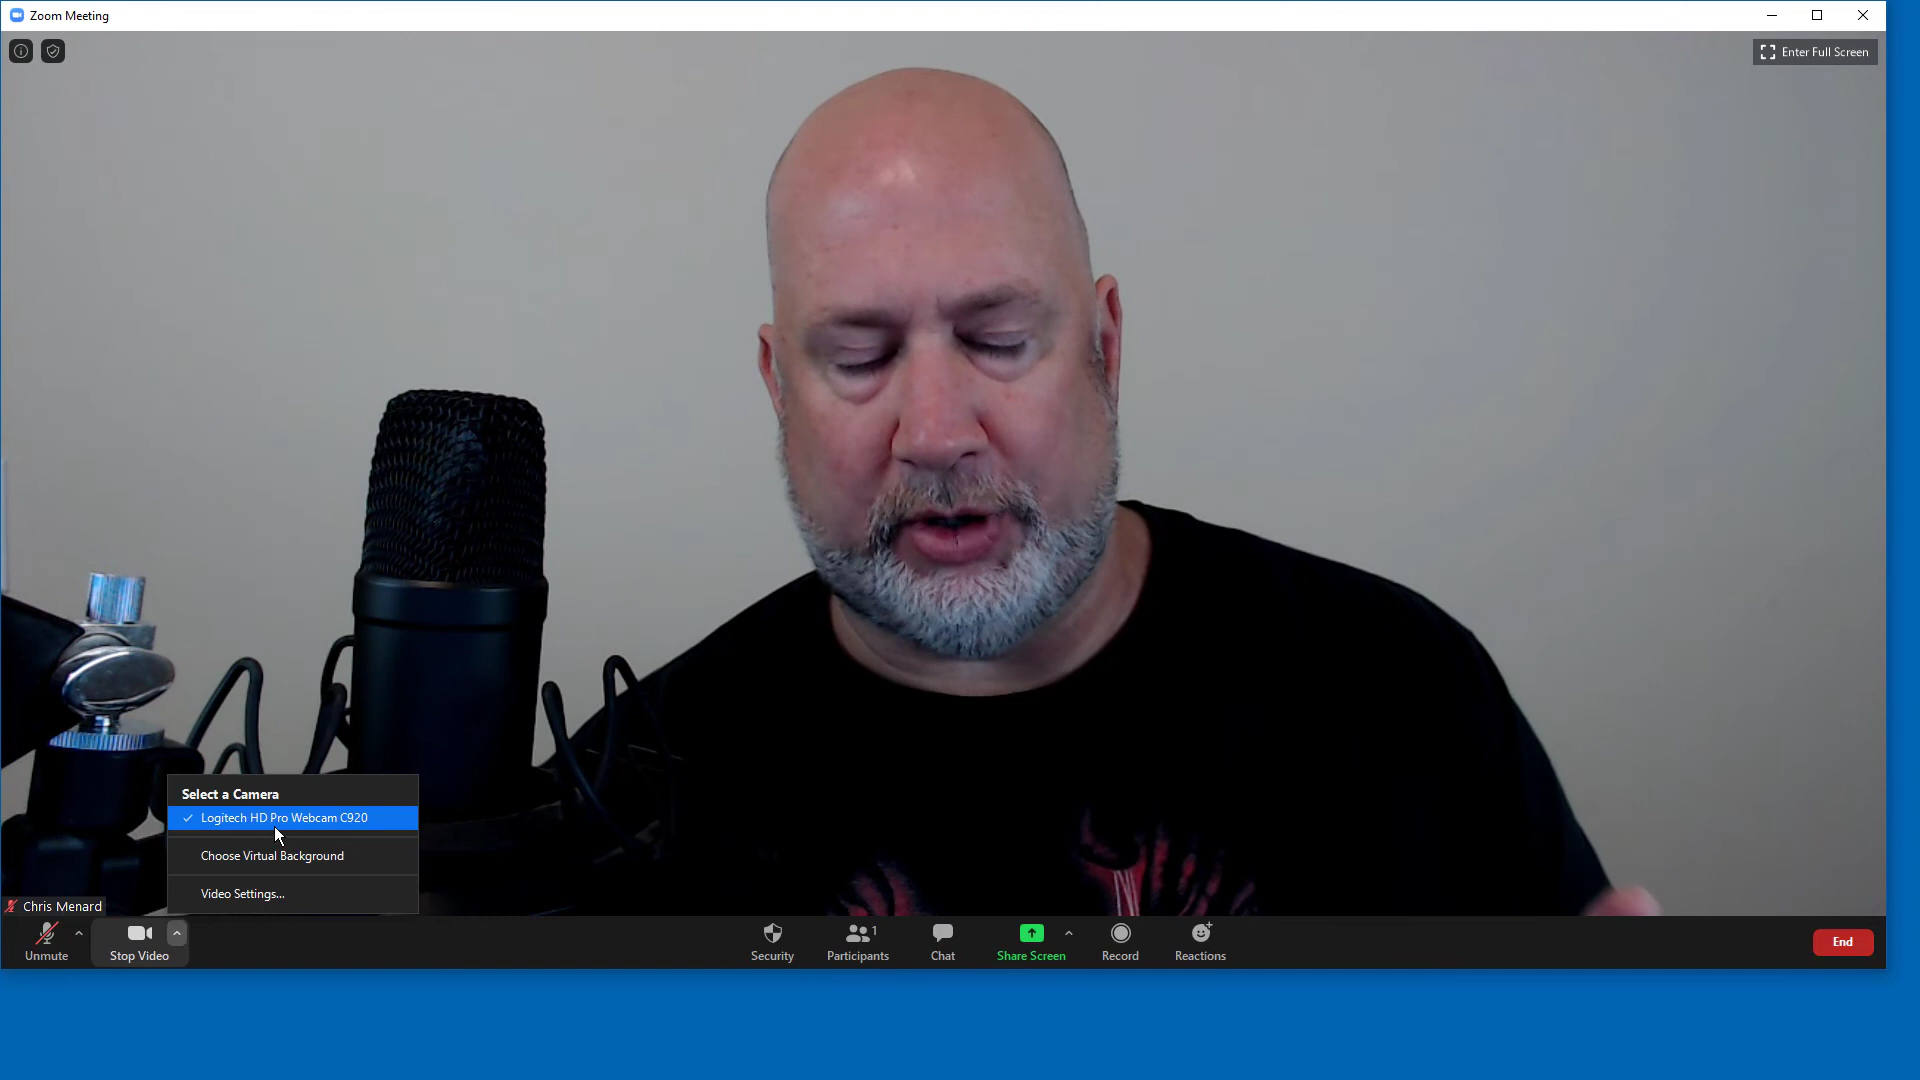 Zoom Meeting
Enter Full Screen
Select a Camera
Logitech HD Pro Webcam C920
Choose Virtual Background
Video Settings...
Chris Menard
Unmute
Stop Video
Security
Participants
1
Chat
Share Screen
Record
Reactions
End